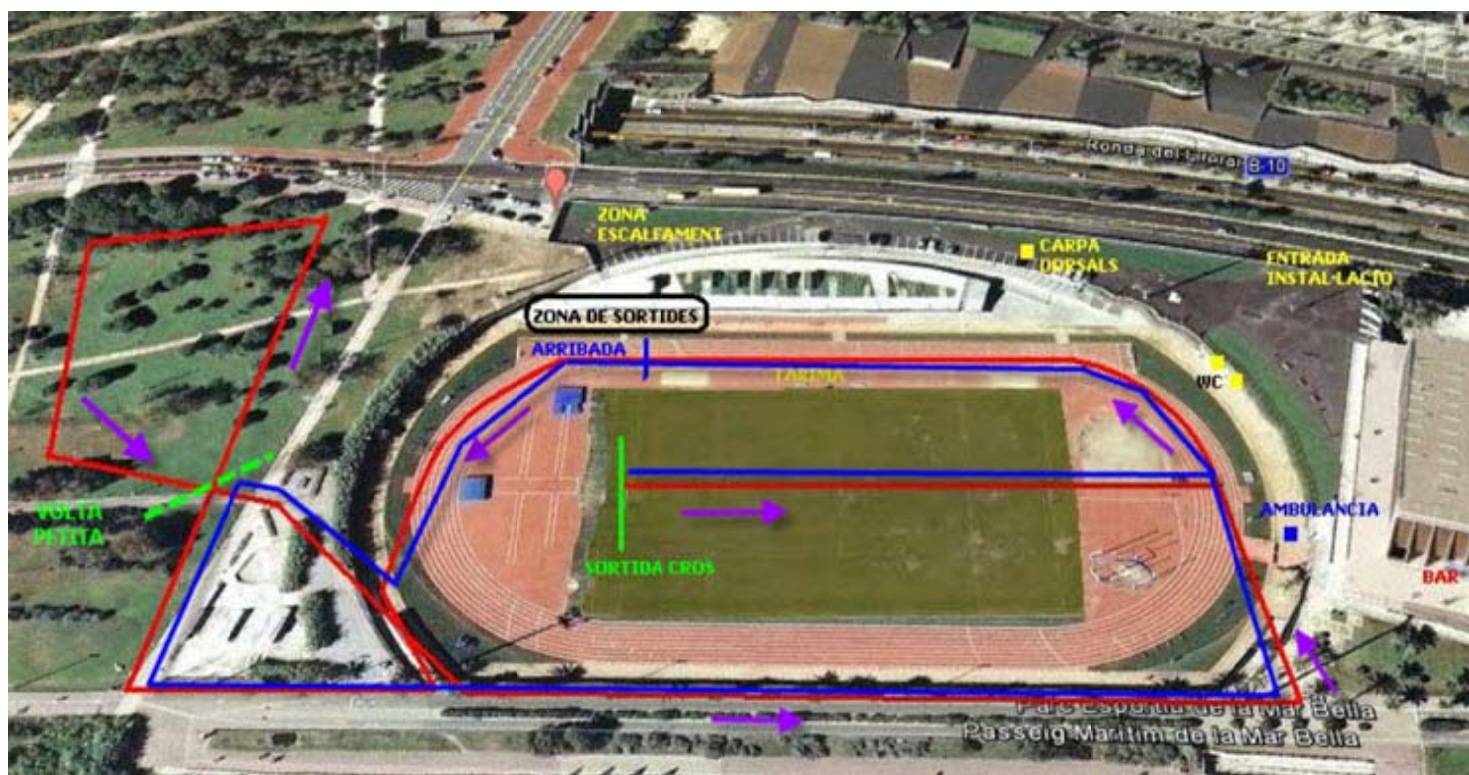 Ronda del Litoral B-10
ZONA
ESCALFAMENT
CARPA
DORSALS
ENTRADA
INSTAL·LACIO
ZONA DE SORTIDES
ARRIBADA
TARIMA
WC
VOLTA
PETITA
AMBULANCIA
SORTIDA CROS
BAR
Parc Esportiu de la Mar Bella
Passeig Marítim de la Mar Bella